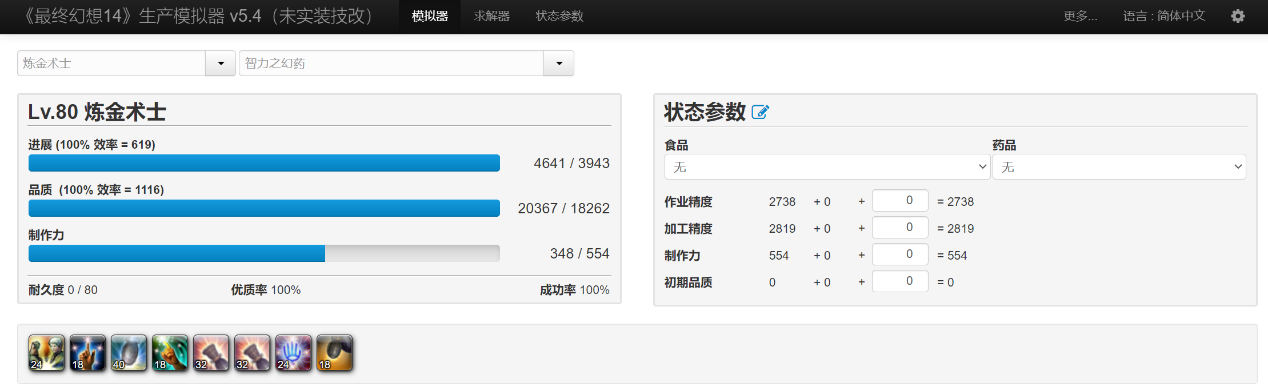 《最终幻想14》生产模拟器 v5.4（未实装技改） 模拟器 求解器 状态参数 更多... 语言 : 简体中文
炼金术士 智力之幻药
Lv.80 炼金术士
进展 (100% 效率 = 619)
4641 / 3943
品质 (100% 效率 = 1116)
20367 / 18262
制作力
348 / 554
耐久度 0 / 80 优质率 100% 成功率 100%
状态参数
食品 药品
无 无
作业精度 2738 + 0 + 0 = 2738
加工精度 2819 + 0 + 0 = 2819
制作力 554 + 0 + 0 = 554
初期品质 0 + 0 + 0 = 0
24 18 40 18 32 32 24 18